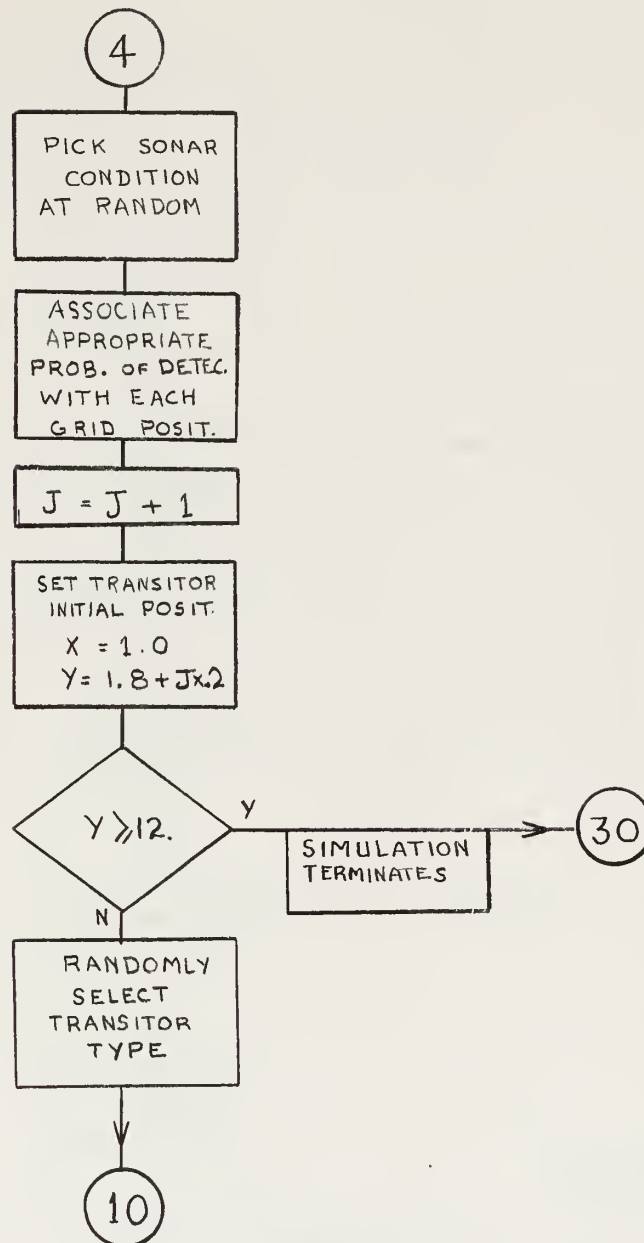 4
PICK SONAR
CONDITION
AT RANDOM
ASSOCIATE
APPROPRIATE
PROB. OF DETEC.
WITH EACH
GRID POSIT.
J = J + 1
SET TRANSITOR
INITIAL POSIT.
X = 1.0
Y = 1.8 + Jx.2
Y ≥ 12.
Y
SIMULATION
TERMINATES
30
N
RANDOMLY
SELECT
TRANSITOR
TYPE
10